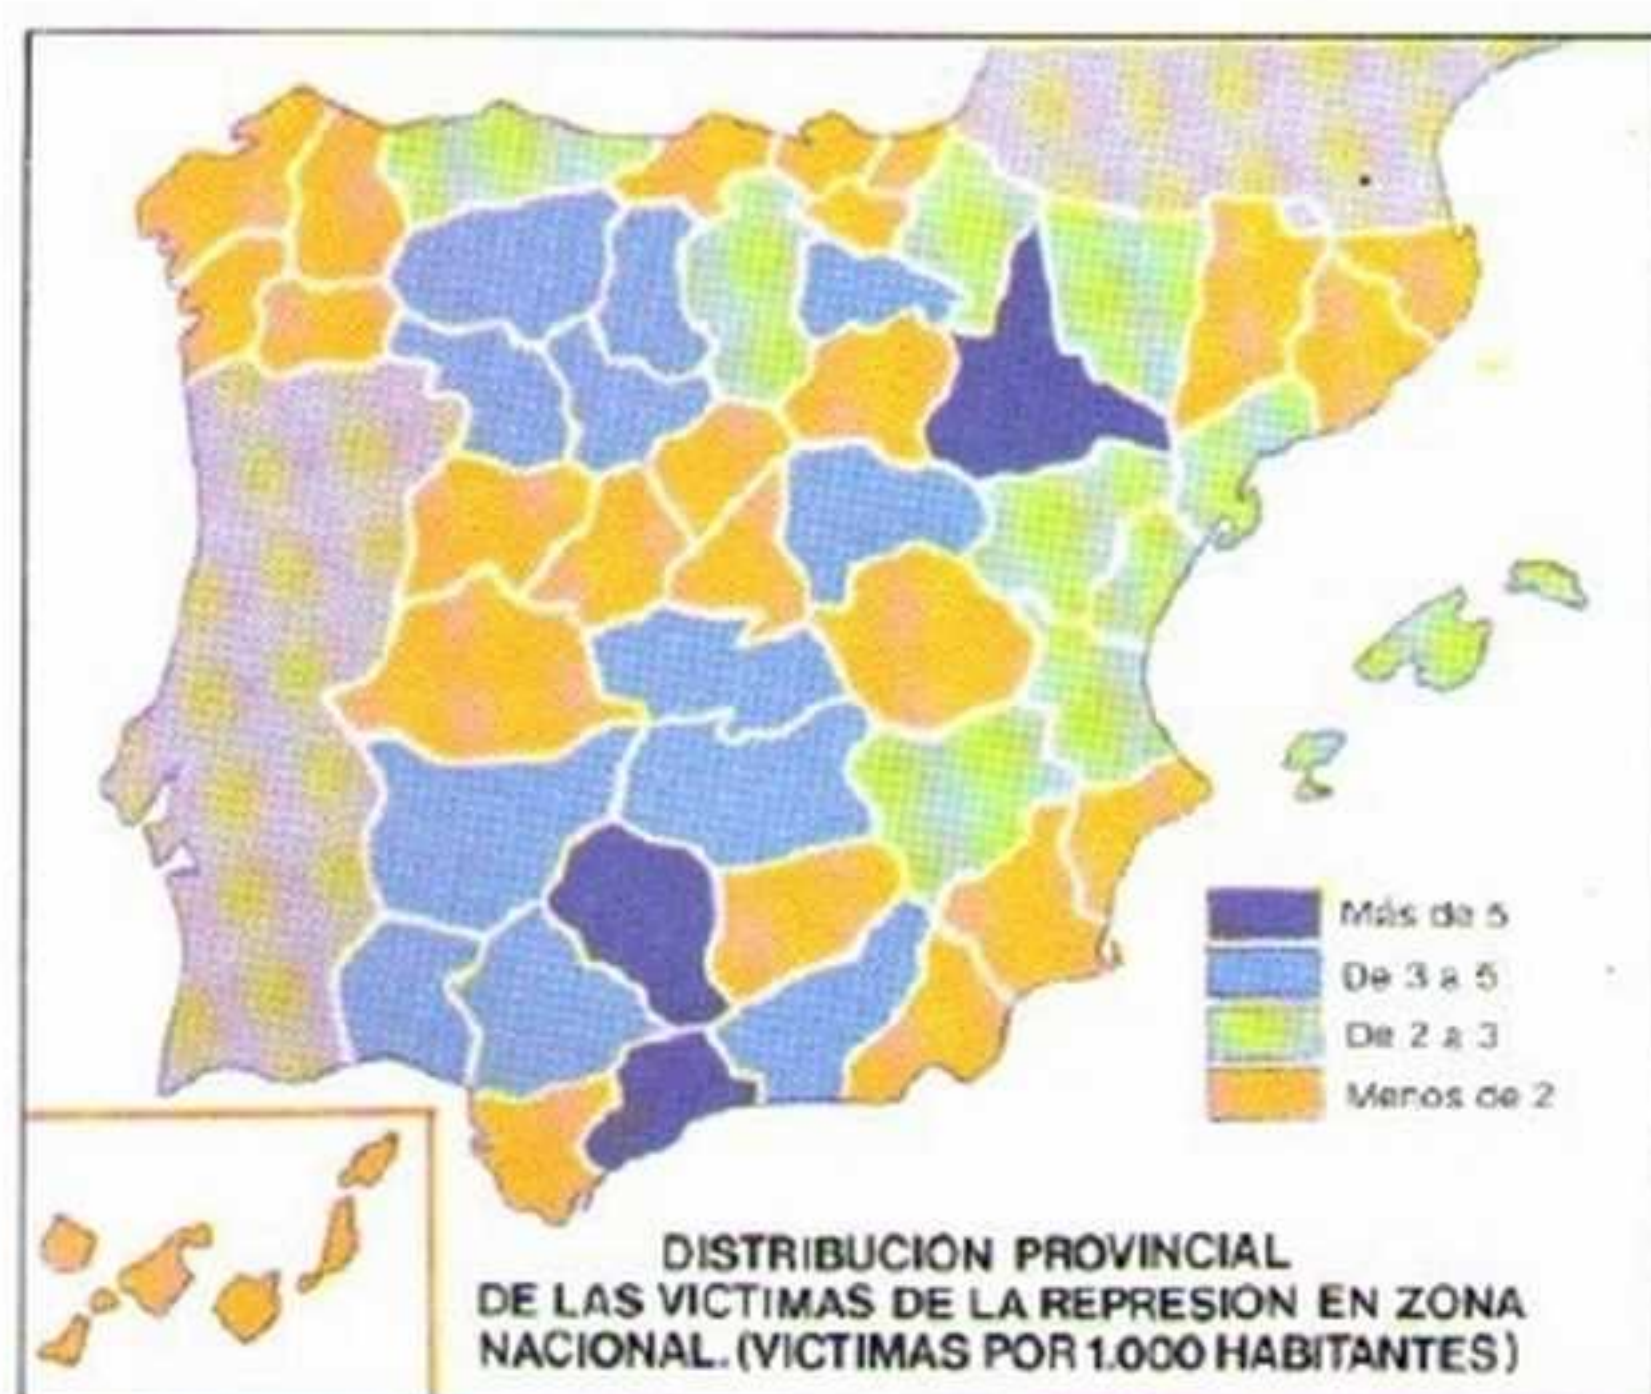 Más de 5
De 3 a 5
De 2 a 3
Menos de 2
DISTRIBUCION PROVINCIAL
DE LAS VICTIMAS DE LA REPRESION EN ZONA
NACIONAL. (VICTIMAS POR 1.000 HABITANTES)